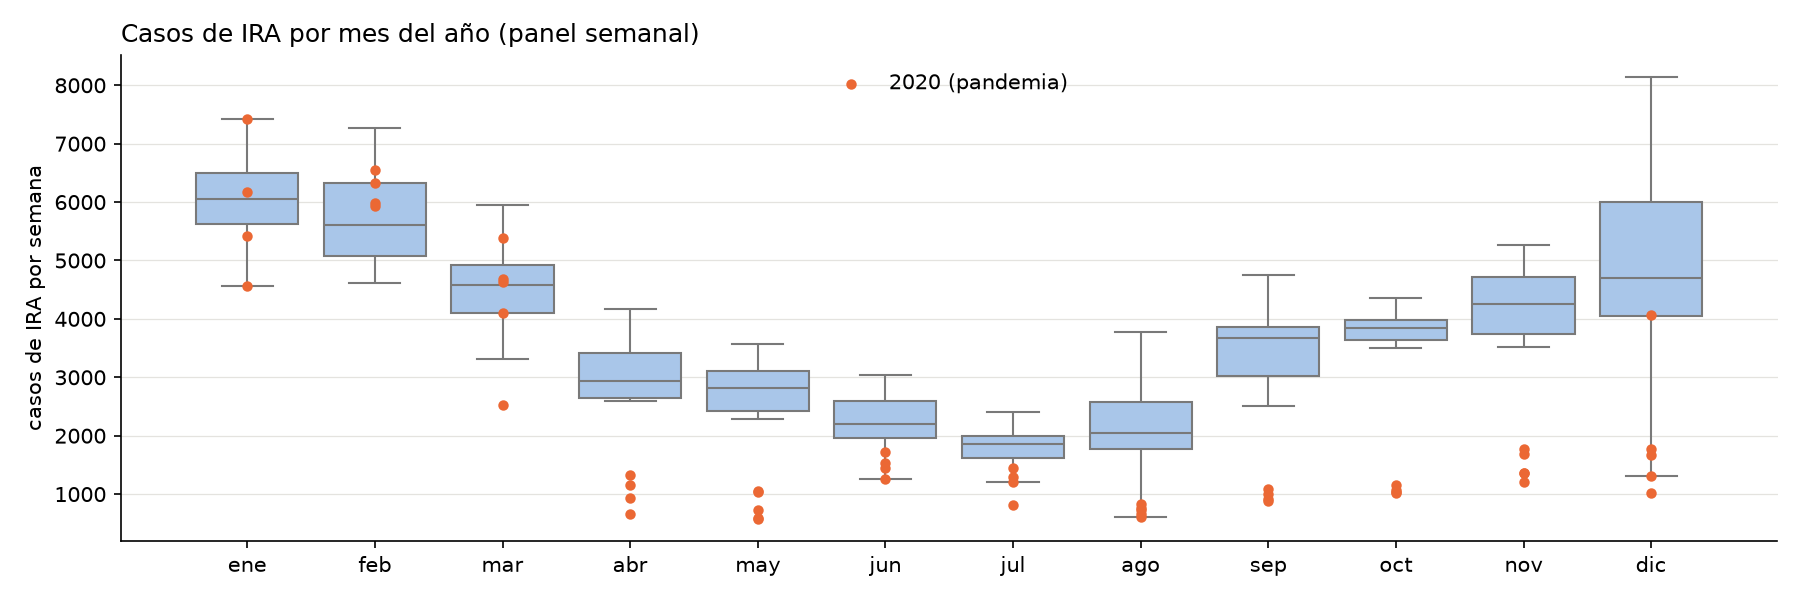 Casos de IRA por mes del año (panel semanal)
2020 (pandemia)
casos de IRA por semana
8000
7000
6000
5000
4000
3000
2000
1000
ene feb mar abr may jun jul ago sep oct nov dic